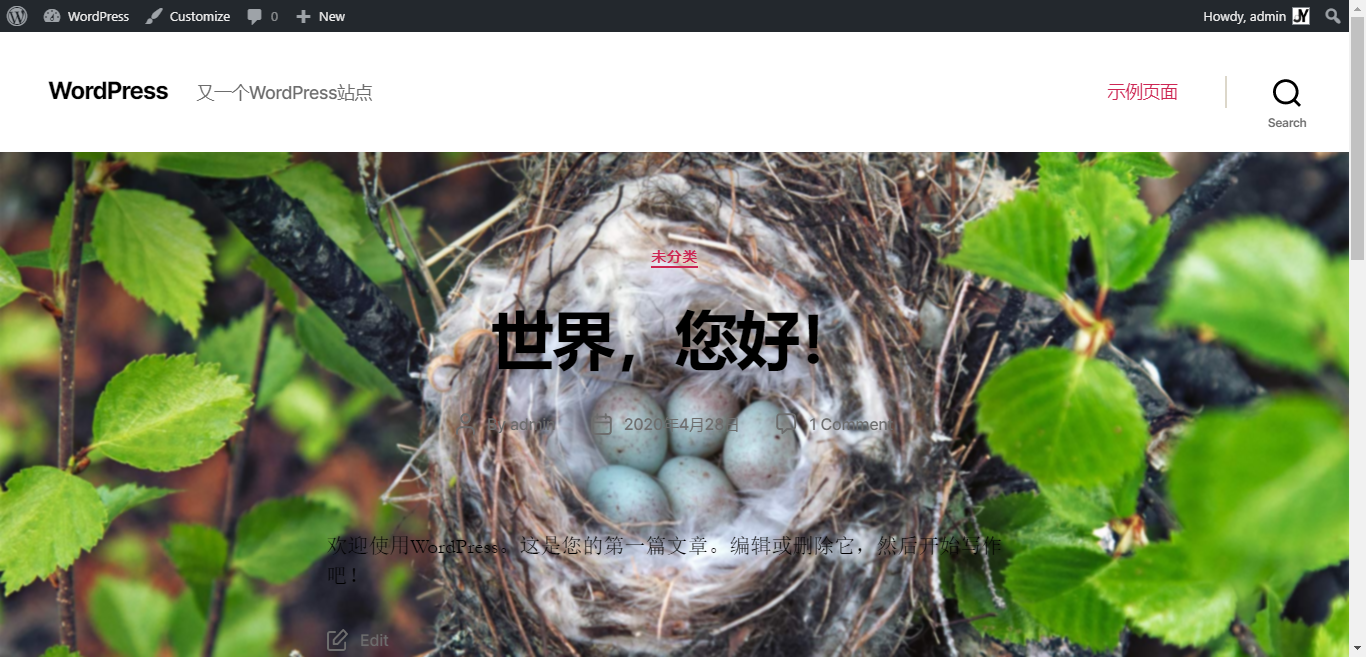 WordPress Customize 0 New Howdy, admin JY
WordPress 又一个WordPress站点 示例页面
Search
未分类
世界，您好！
By admin 2020年4月28日 1 Comment
欢迎使用WordPress。这是您的第一篇文章。编辑或删除它，然后开始写作
吧！
Edit